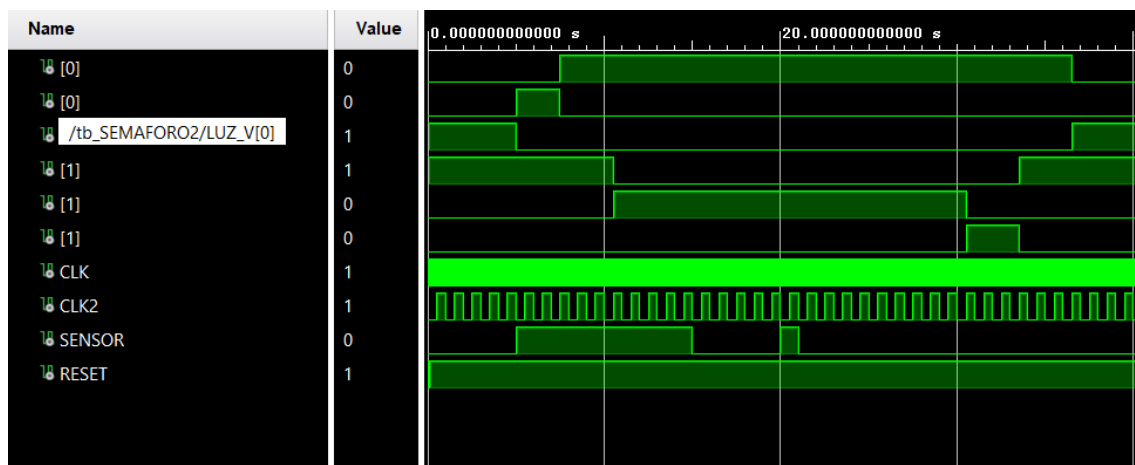 Name Value 0.000000000000 s 20.000000000000 s
[0] 0
[0] 0
/tb_SEMAFORO2/LUZ_V[0] 1
[1] 1
[1] 0
[1] 0
CLK 1
CLK2 1
SENSOR 0
RESET 1